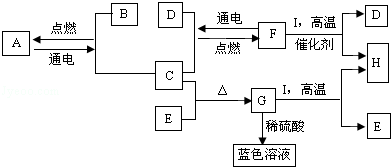 B D 通电 I,高温 D
点燃 F 催化剂
A 点燃 H
通电
C
△ I,高温
E G E
稀硫酸
蓝色溶液